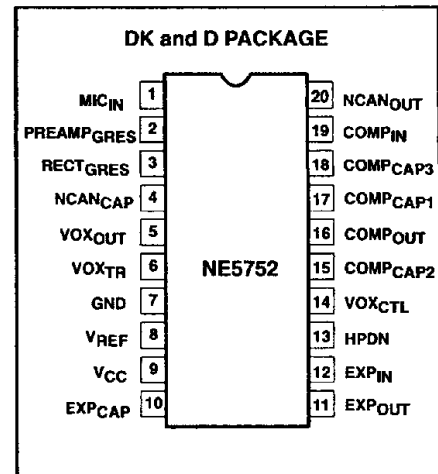 DK and D PACKAGE
MICIN 1 20 NCANOUT
PREAMPGRES 2 19 COMPIN
RECTGRES 3 18 COMPCAP3
NCANCAP 4 17 COMPCAP1
VOXOUT 5 16 COMPOUT
VOXTR 6 NE5752 15 COMPCAP2
GND 7 14 VOXCTL
VREF 8 13 HPDN
VCC 9 12 EXPIN
EXPCAP 10 11 EXPOUT